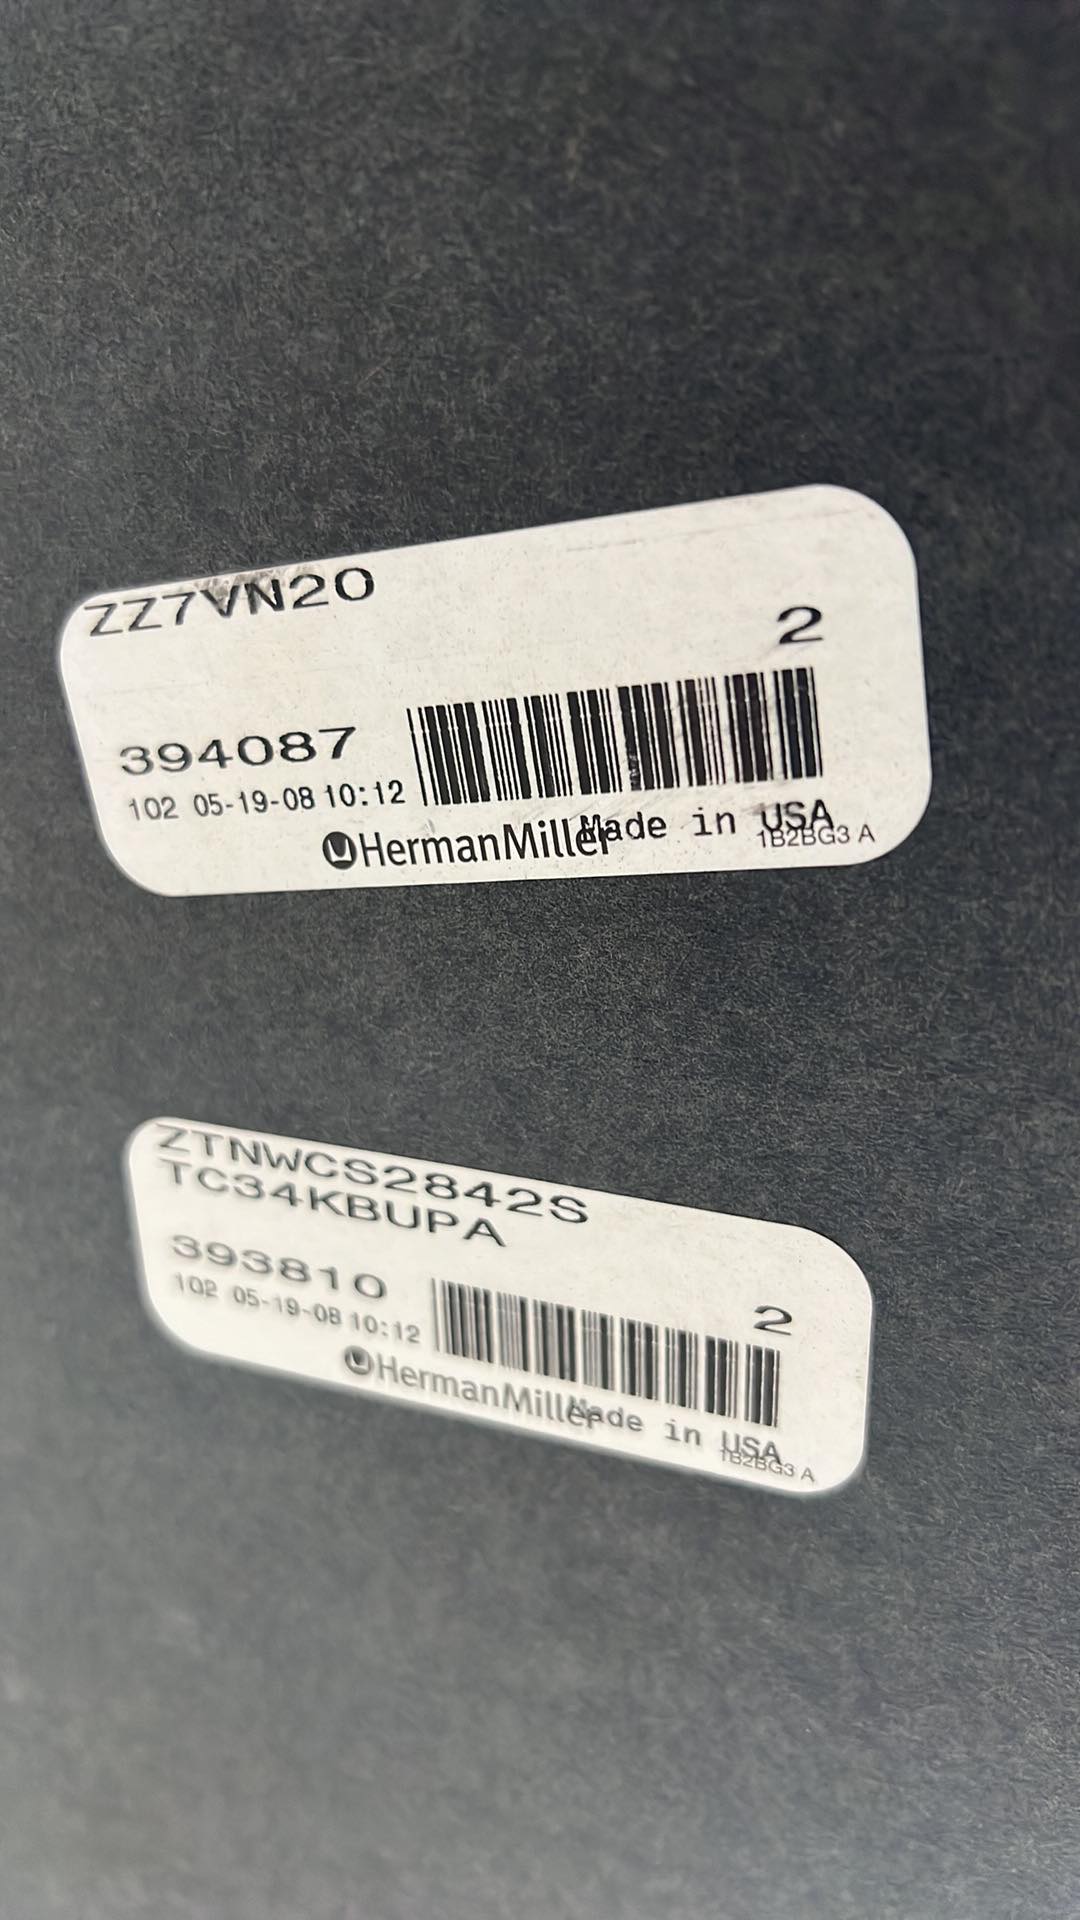 ZZ7VN20
2
394087
102 05-19-08 10:12
HermanMiller Made in USA
1B2BG3 A
ZTNWCS2842S
TC34KBUPA
393810
2
102 05-19-08 10:12
HermanMiller Made in USA
1B2BG3 A